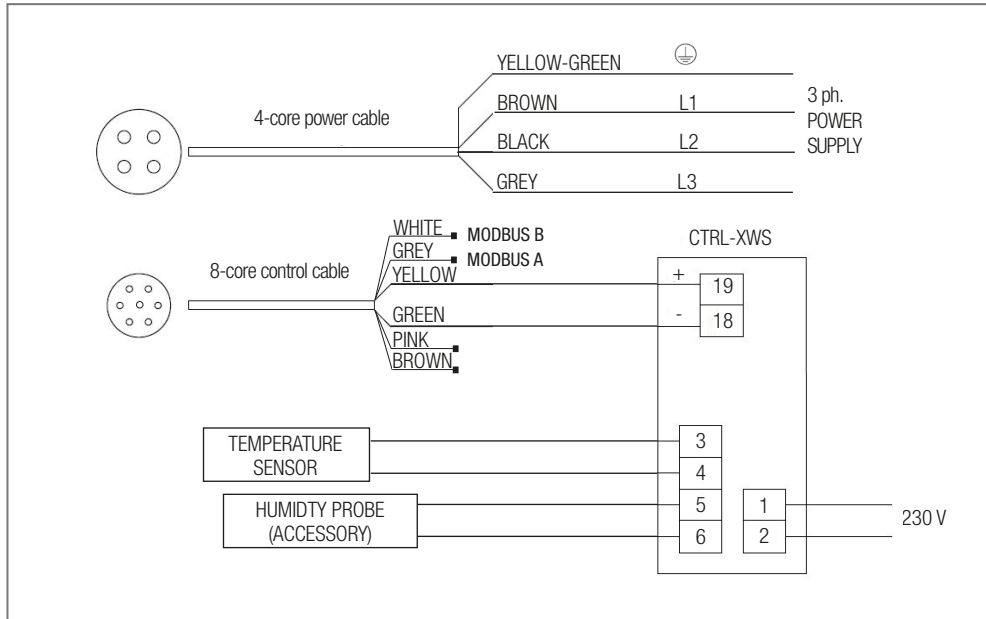 YELLOW-GREEN
4-core power cable
BROWN L1
BLACK L2
GREY L3
3 ph.
POWER
SUPPLY
8-core control cable
WHITE MODBUS B
GREY MODBUS A
YELLOW
GREEN
PINK
BROWN
CTRL-XWS
+ 19
- 18
TEMPERATURE
SENSOR
3
4
HUMIDTY PROBE
(ACCESSORY)
5
6
1
2
230 V